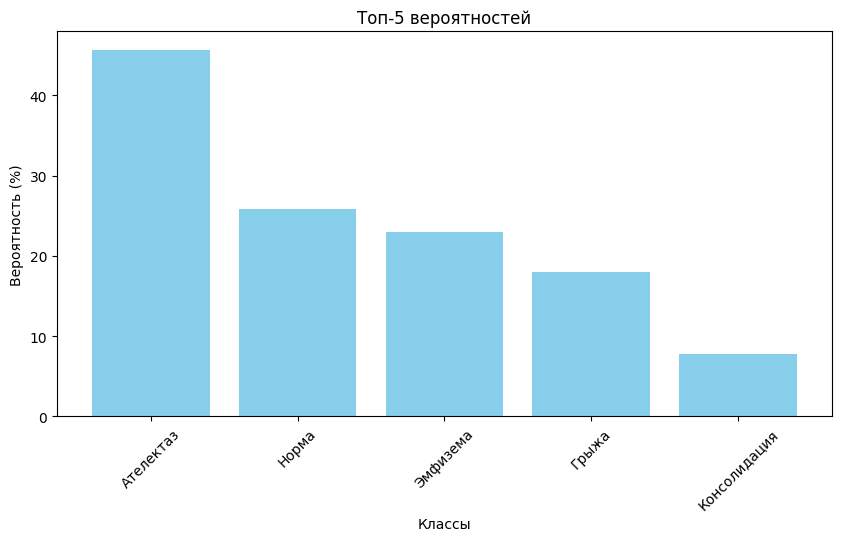 Топ-5 вероятностей
Вероятность (%)
40
30
20
10
0
Ателектаз
Норма
Эмфизема
Грыжа
Консолидация
Классы